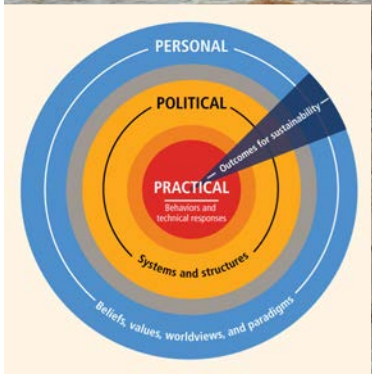 PERSONAL
POLITICAL
Outcomes for sustainability
PRACTICAL
Behaviors and
technical responses
Systems and structures
Beliefs, values, worldviews, and paradigms